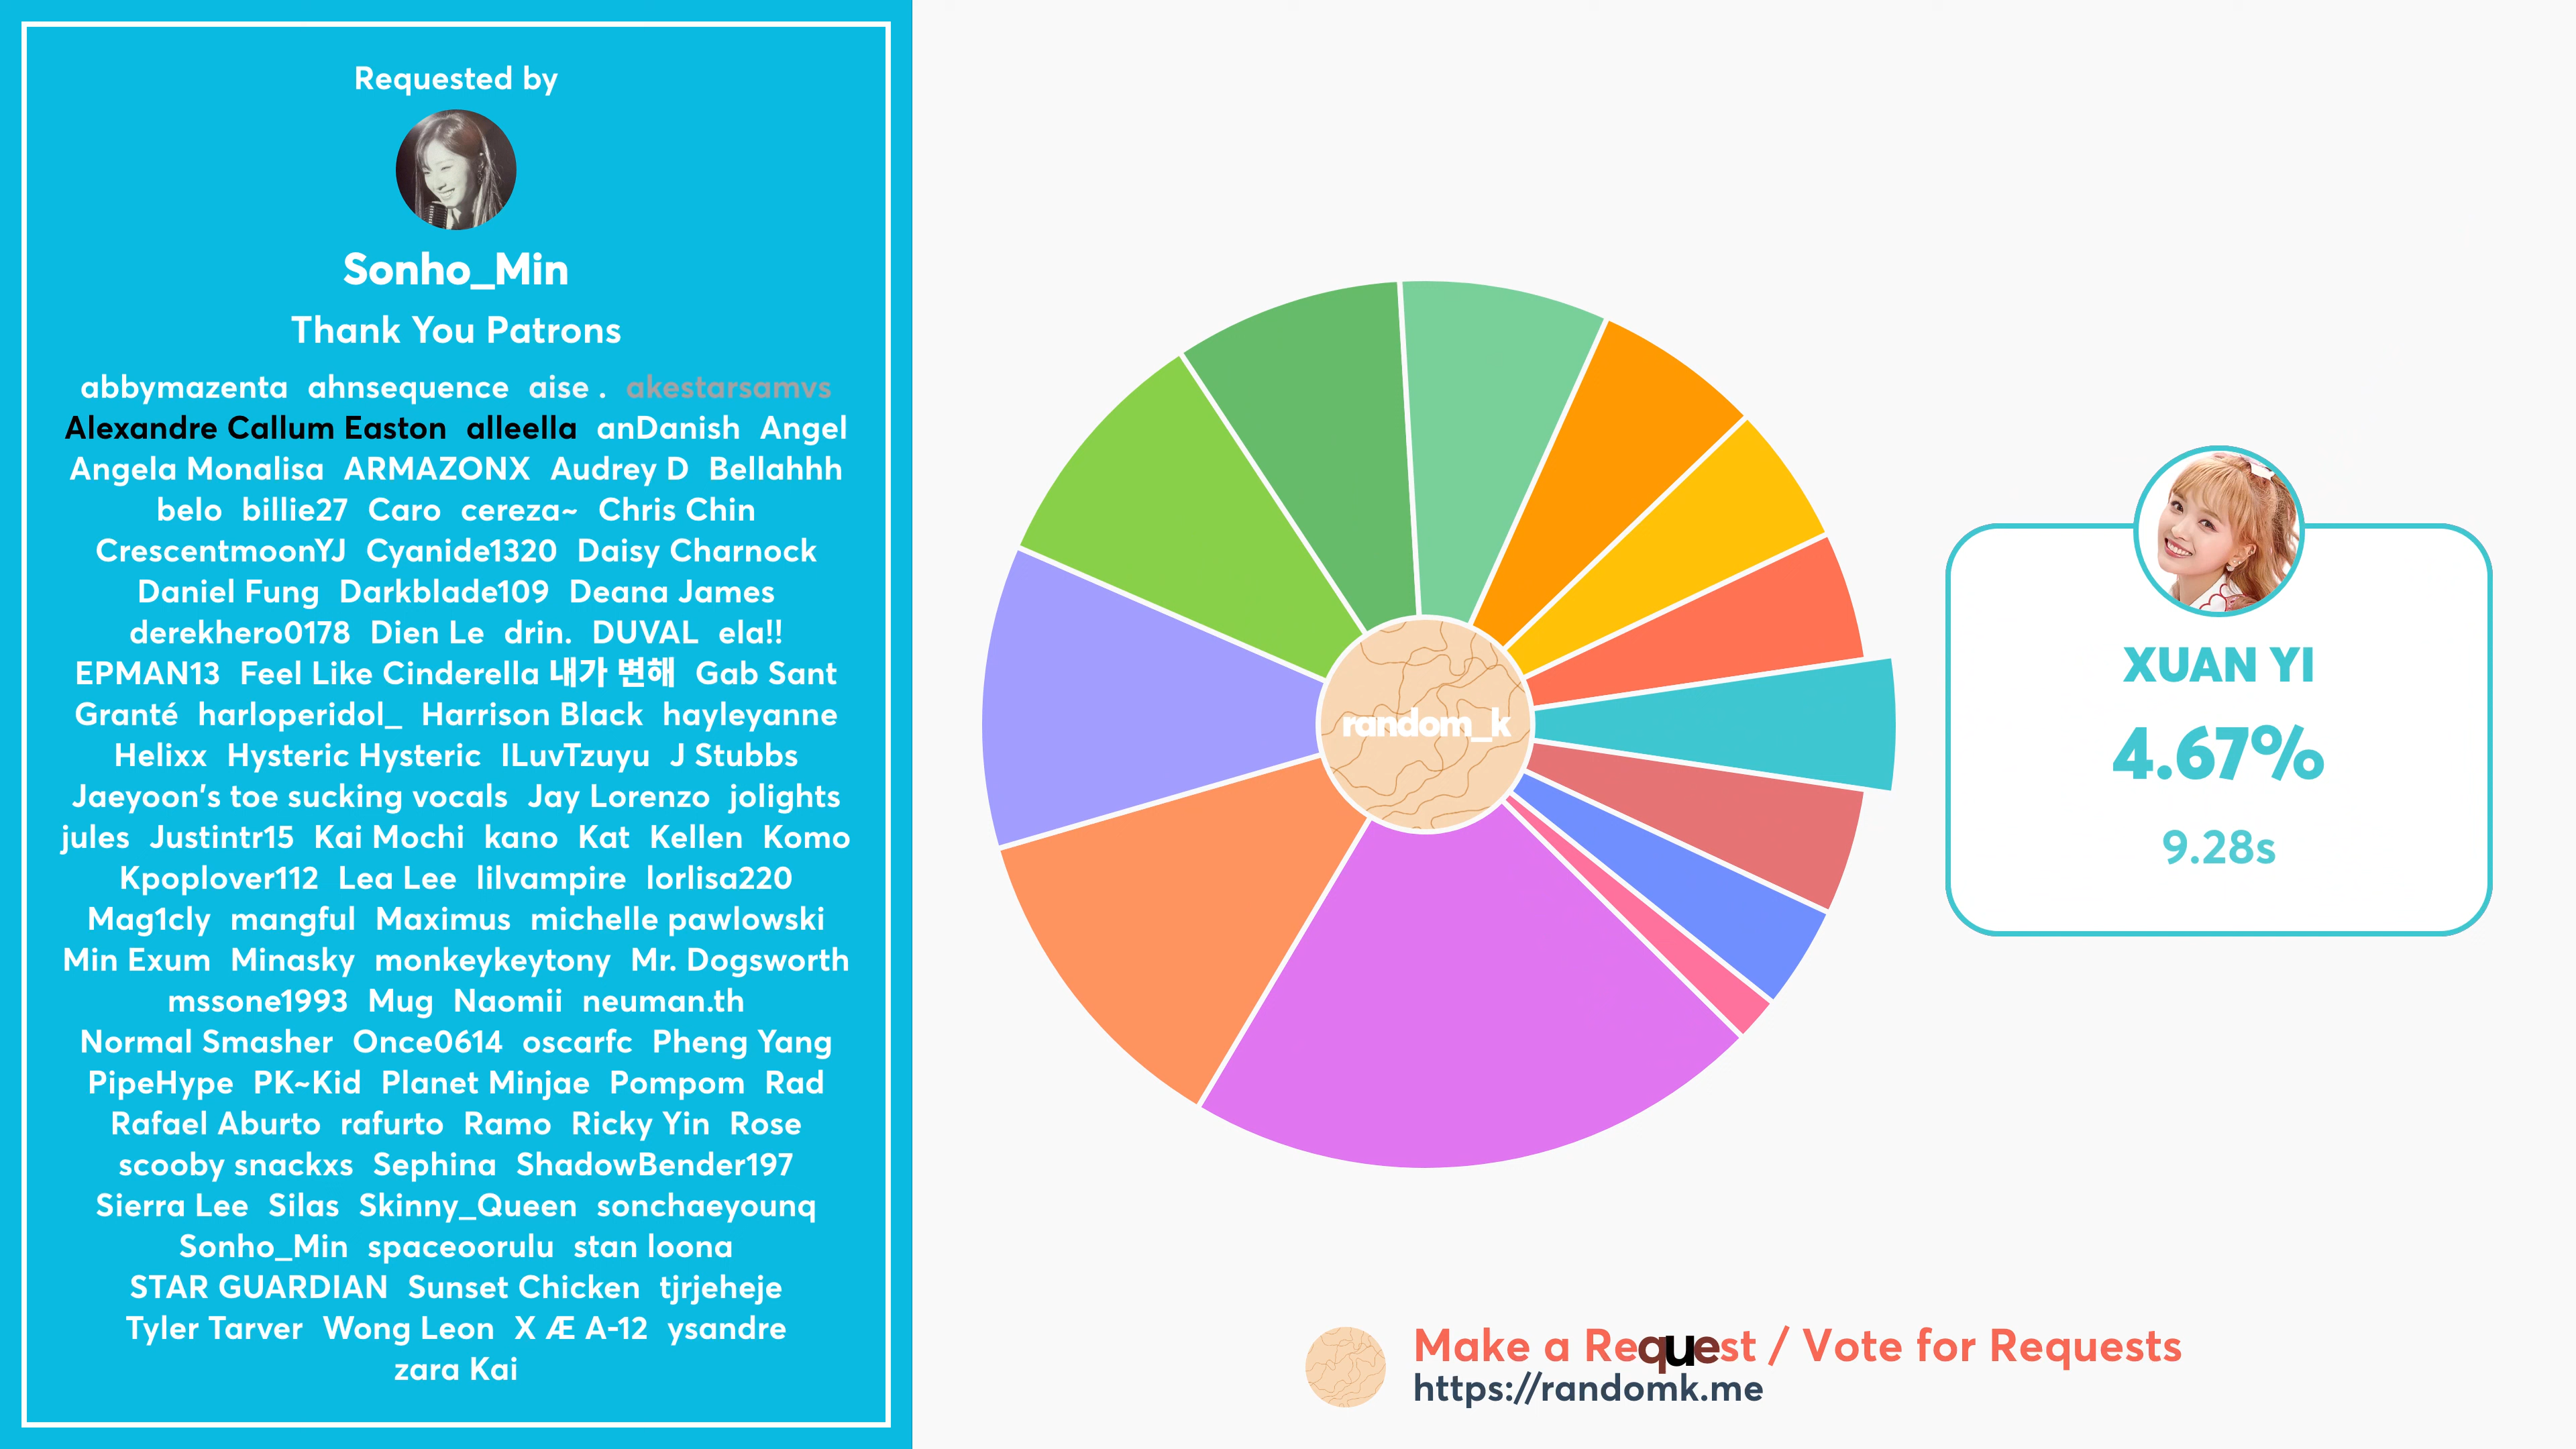 Requested by
Sonho_Min
Thank You Patrons
abbymazenta ahnsequence aise . akestarsamvs
Alexandre Callum Easton alleella anDanish Angel
Angela Monalisa ARMAZONX Audrey D Bellahhh
belo billie27 Caro cereza~ Chris Chin
CrescentmoonYJ Cyanide1320 Daisy Charnock
Daniel Fung Darkblade109 Deana James
derekhero0178 Dien Le drin. DUVAL ela!!
EPMAN13 Feel Like Cinderella 내가 변해 Gab Sant
Granté harloperidol_ Harrison Black hayleyanne
Helixx Hysteric Hysteric ILuvTzuyu J Stubbs
Jaeyoon's toe sucking vocals Jay Lorenzo jolights
jules Justintr15 Kai Mochi kano Kat Kellen Komo
Kpoplover112 Lea Lee lilvampire lorlisa220
Mag1cly mangful Maximus michelle pawlowski
Min Exum Minasky monkeykeytony Mr. Dogsworth
mssone1993 Mug Naomii neuman.th
Normal Smasher Once0614 oscarfc Pheng Yang
PipeHype PK~Kid Planet Minjae Pompom Rad
Rafael Aburto rafurto Ramo Ricky Yin Rose
scooby snackxs Sephina ShadowBender197
Sierra Lee Silas Skinny_Queen sonchaeyounq
Sonho_Min spaceoorulu stan loona
STAR GUARDIAN Sunset Chicken tjrjeheje
Tyler Tarver Wong Leon X Æ A-12 ysandre
zara Kai
random_k
XUAN YI
4.67%
9.28s
Make a Request / Vote for Requests
https://randomk.me